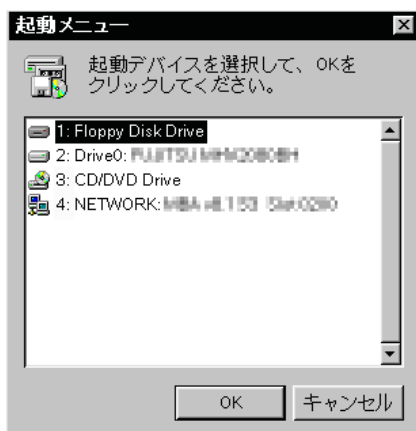 起動メニュー
起動デバイスを選択して、OKを
クリックしてください。
1: Floppy Disk Drive
2: Drive0:
3: CD/DVD Drive
4: NETWORK:
OK
キャンセル